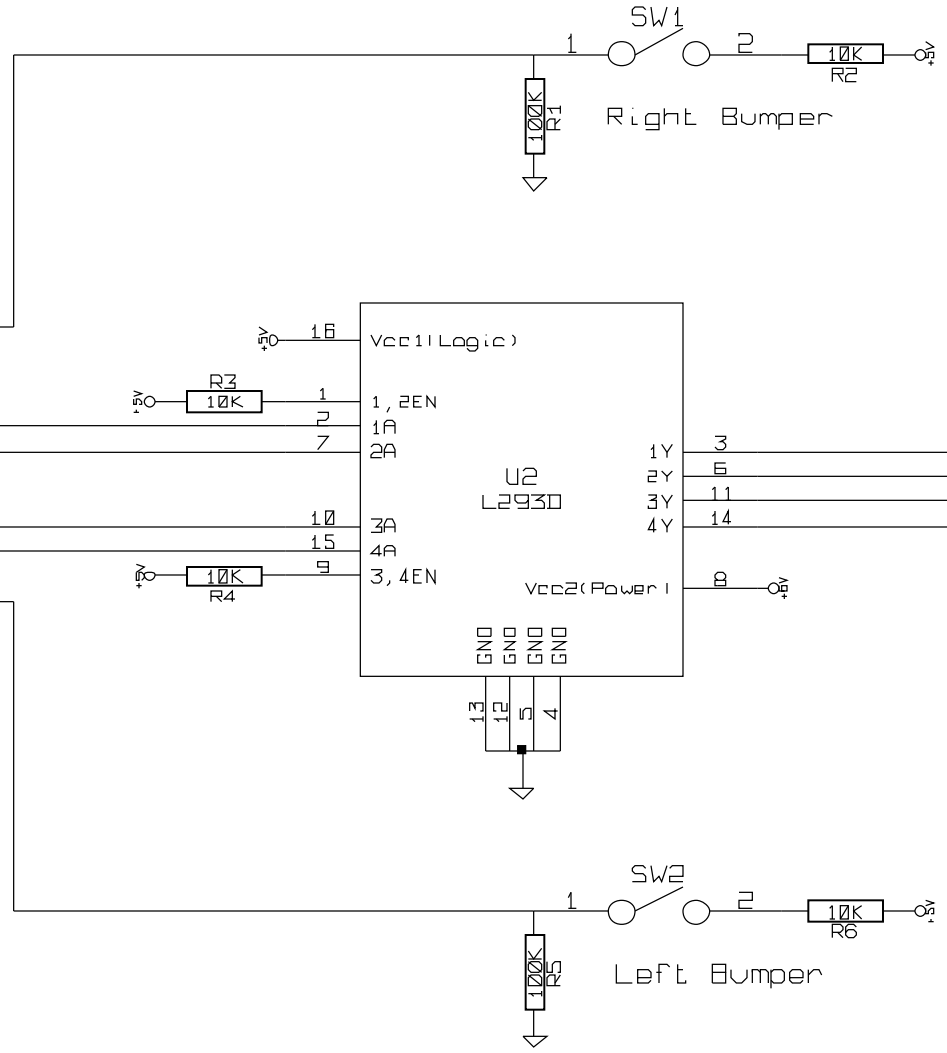 SW1
1
2
10K
R2
+5V
100K
R1
Right Bumper
+5V
16
Vcc1(Logic)
R3
+5V
10K
1
1,2EN
2
1A
7
2A
1Y
3
2Y
6
3Y
11
4Y
14
U2
L293D
10
3A
15
4A
9
3,4EN
+5V
10K
R4
Vcc2(Power)
8
GND GND GND GND
13 12 5 4
SW2
1
2
10K
R6
+5V
100K
R5
Left Bumper